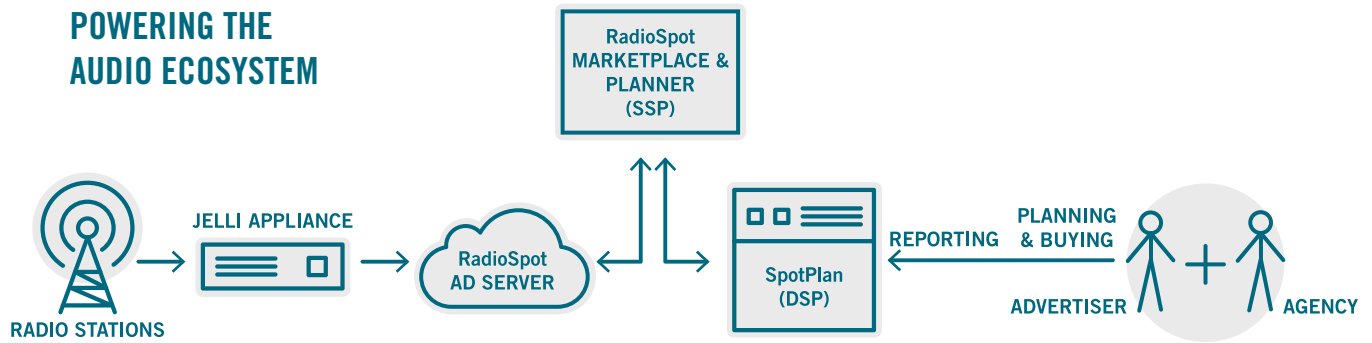 POWERING THE
AUDIO ECOSYSTEM
RadioSpot
MARKETPLACE &
PLANNER
(SSP)
JELLI APPLIANCE
RadioSpot
AD SERVER
RADIO STATIONS
SpotPlan
(DSP)
REPORTING
PLANNING
& BUYING
ADVERTISER
AGENCY